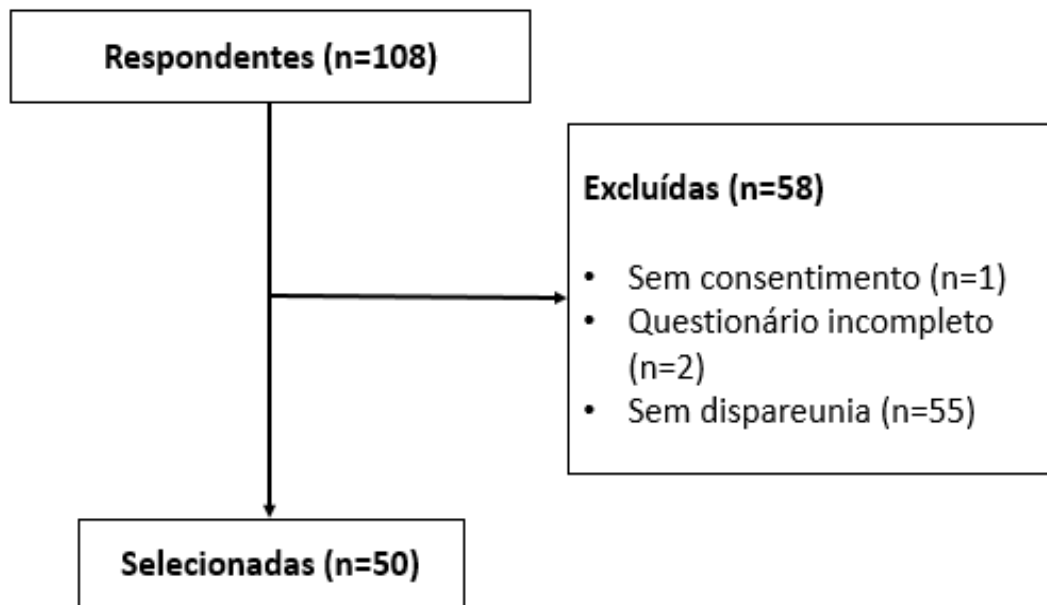 Respondentes (n=108)
Excluídas (n=58)
• Sem consentimento (n=1)
• Questionário incompleto
(n=2)
• Sem dispareunia (n=55)
Selecionadas (n=50)